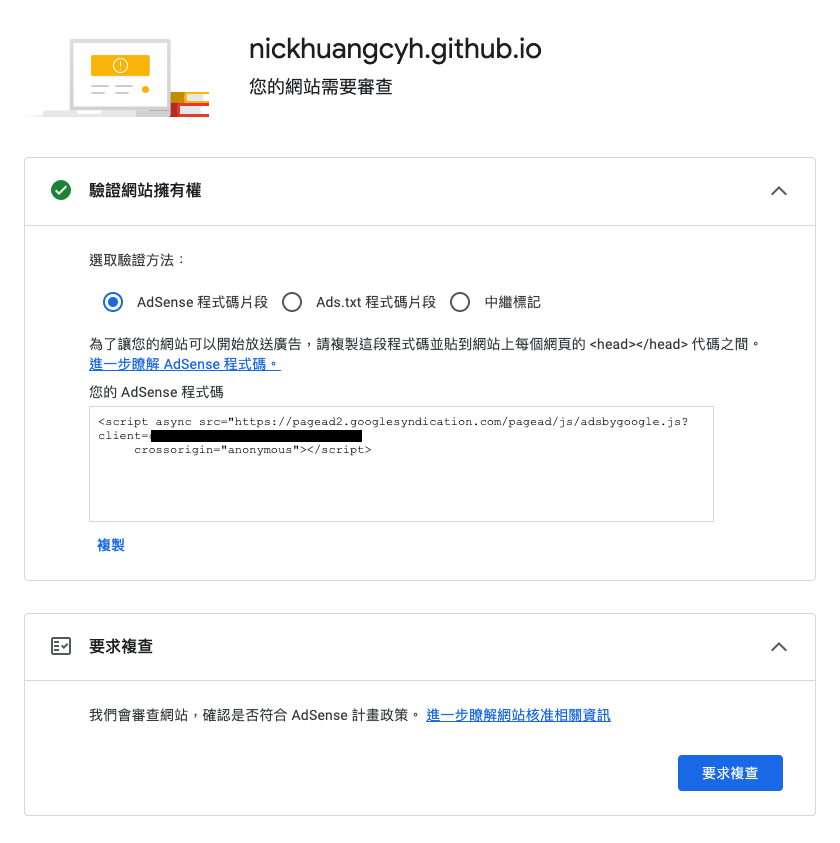 nickhuangcyh.github.io
您的網站需要審查
驗證網站擁有權
選取驗證方法：
AdSense 程式碼片段 Ads.txt 程式碼片段 中繼標記
為了讓您的網站可以開始放送廣告，請複製這段程式碼並貼到網站上每個網頁的 <head></head> 代碼之間。
進一步瞭解 AdSense 程式碼。
您的 AdSense 程式碼
<script async src="https://pagead2.googlesyndication.com/pagead/js/adsbygoogle.js?
client=
crossorigin="anonymous"></script>
複製
要求複查
我們會審查網站，確認是否符合 AdSense 計畫政策。 進一步瞭解網站核准相關資訊
要求複查